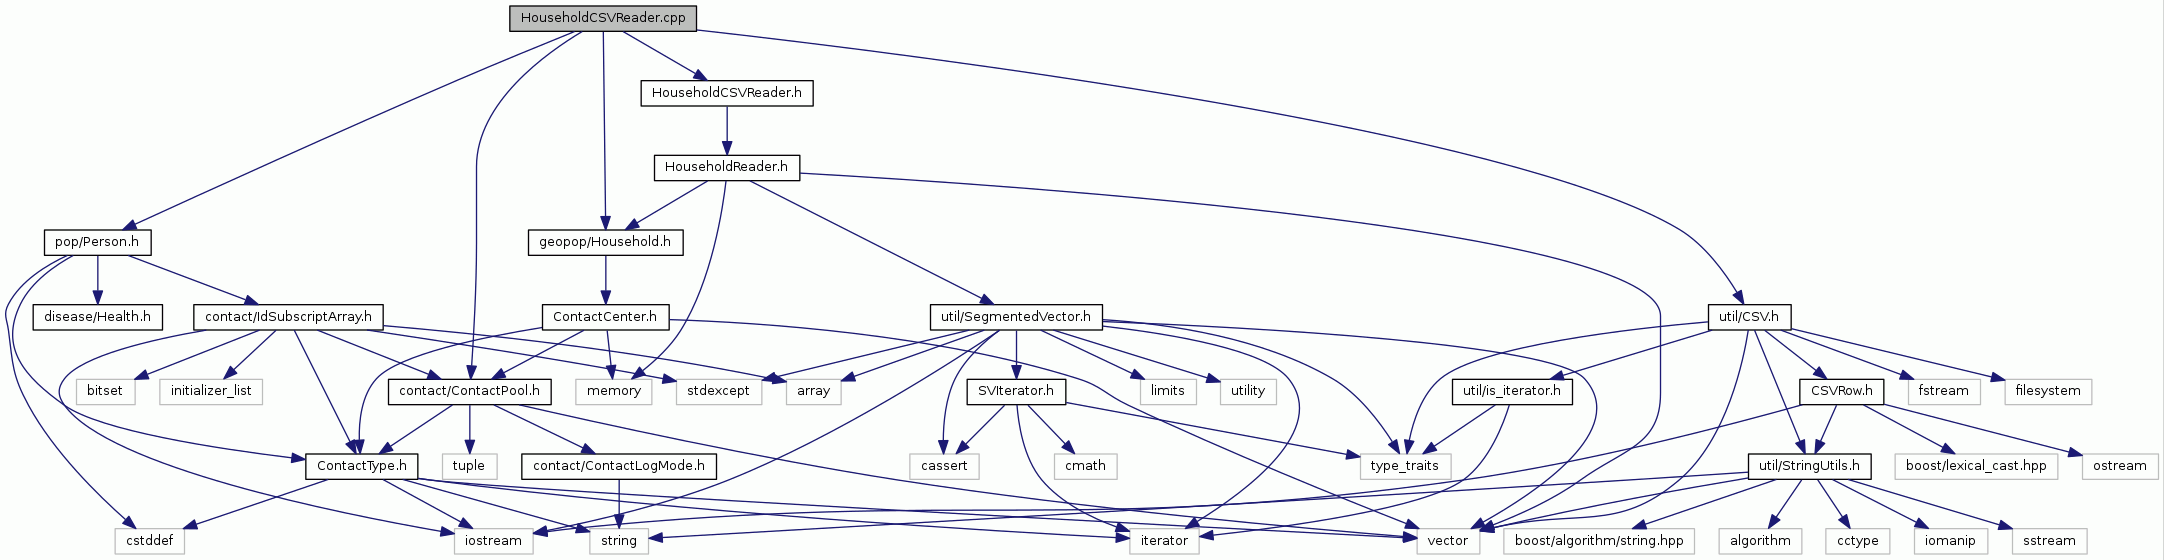 HouseholdCSVReader.cpp
HouseholdCSVReader.h
HouseholdReader.h
pop/Person.h
geopop/Household.h
disease/Health.h
contact/IdSubscriptArray.h
ContactCenter.h
util/SegmentedVector.h
util/CSV.h
bitset
initializer_list
contact/ContactPool.h
memory
stdexcept
array
SVIterator.h
limits
utility
util/is_iterator.h
CSVRow.h
fstream
filesystem
ContactType.h
tuple
contact/ContactLogMode.h
cassert
cmath
type_traits
util/StringUtils.h
boost/lexical_cast.hpp
ostream
cstddef
iostream
string
iterator
vector
boost/algorithm/string.hpp
algorithm
cctype
iomanip
sstream